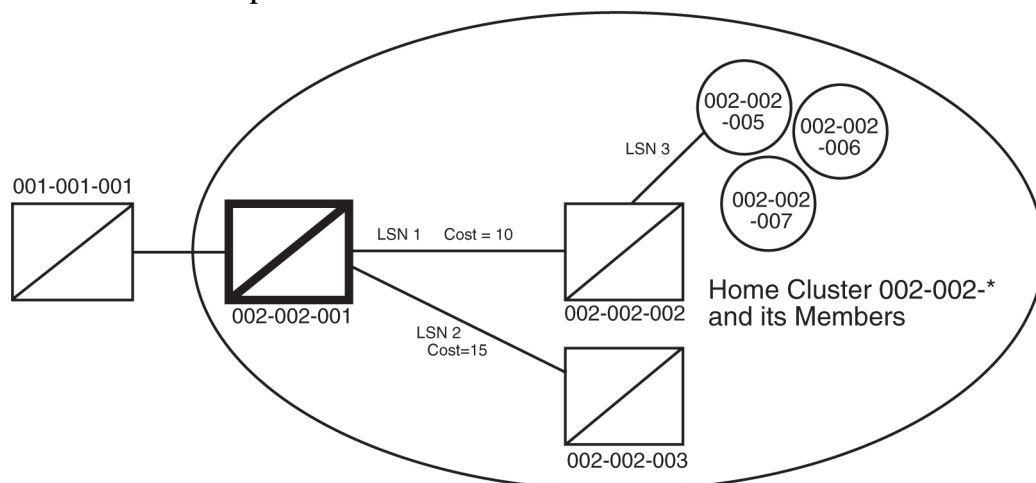 002-002
-005
002-002
-006
LSN 3
001-001-001
002-002
-007
LSN 1 Cost = 10
Home Cluster 002-002-*
and its Members
002-002-001
002-002-002
LSN 2
Cost=15
002-002-003